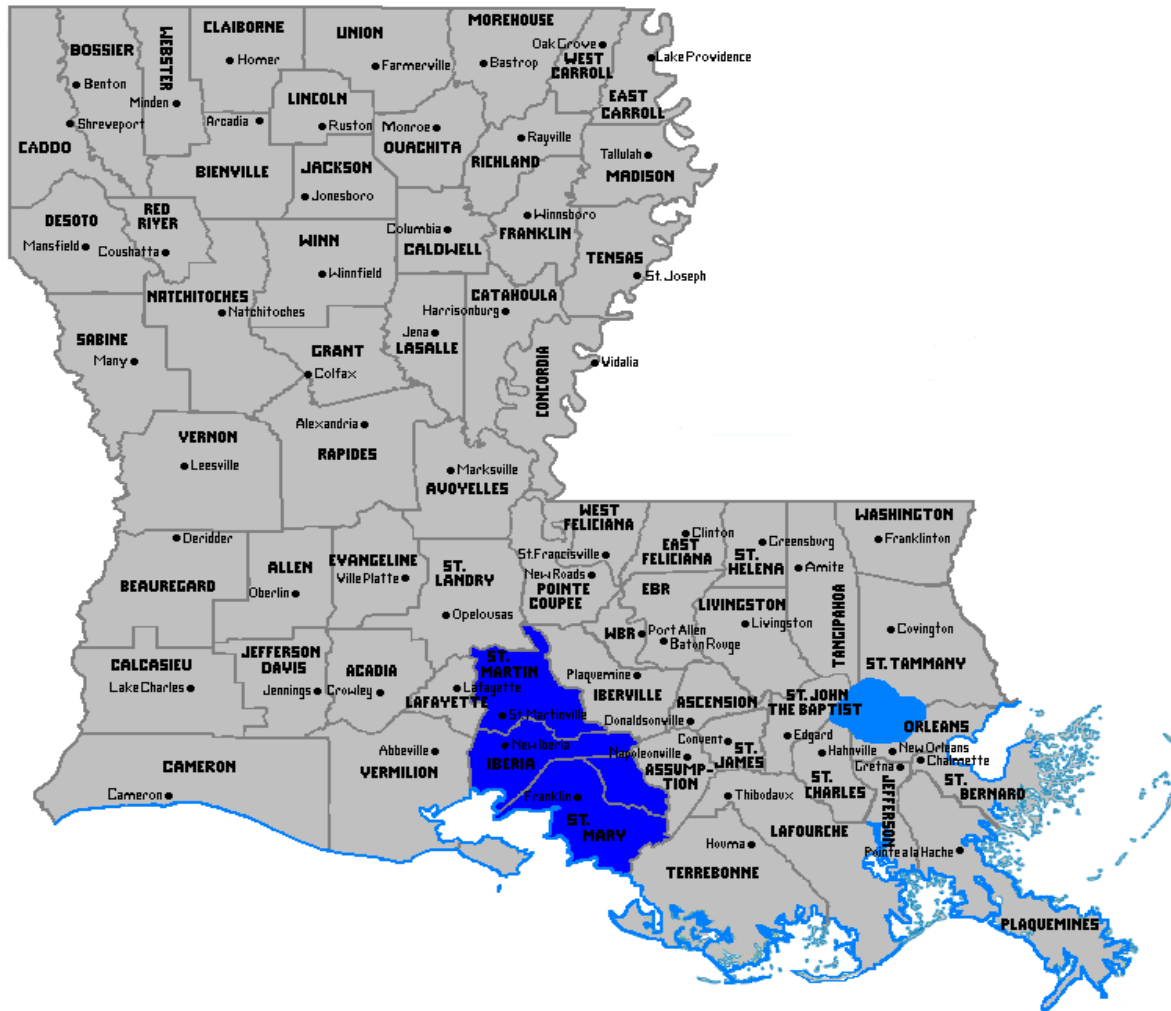 MOREHOUSE
CLAIBORNE
UNION
WEBSTER
BOSSIER
Oak Grove
WEST
CARROLL
Lake Providence
Homer
Farmerville
Bastrop
Benton
LINCOLN
EAST
CARROLL
Minden
Shreveport
Arcadia
Ruston
Monroe
OUACHITA
Rayville
CADDO
RICHLAND
Tallulah
MADISON
BIENVILLE
JACKSON
Jonesboro
RED
RIVER
DESOTO
Mansfield
Coushatta
WINN
Columbia
CALDWELL
Winnsboro
FRANKLIN
TENSAS
St. Joseph
Winnfield
NATCHITOCHES
Natchitoches
CATAHOULA
Harrisonburg
SABINE
Many
GRANT
Colfax
Jena
LASALLE
CONCORDIA
Vidalia
Alexandria
RAPIDES
VERNON
Leesville
Marksville
AVOYELLES
WEST
FELICIANA
St. Francisville
Clinton
EAST
FELICIANA
Greensburg
ST.
HELENA
WASHINGTON
Franklinton
Deridder
BEAUREGARD
ALLEN
Oberlin
EVANGELINE
Ville Platte
ST.
LANDRY
Opelousas
New Roads
POINTE
COUPEE
EBR
Amite
TANGIPAHOA
LIVINGSTON
Livingston
WBR
Port Allen
Baton Rouge
Covington
ST. TAMMANY
CALCASIEU
Lake Charles
JEFFERSON
DAVIS
Jennings
ACADIA
Crowley
LAFAYETTE
Lafayette
ST.
MARTIN
St. Martinville
Plaquemine
IBERVILLE
ASCENSION
Donaldsonville
ST. JOHN
THE BAPTIST
Edgard
ORLEANS
New Orleans
Chalmette
CAMERON
Cameron
Abbeville
VERMILION
New Iberia
IBERIA
Napoleonville
ASSUMP-
TION
Convent
ST.
JAMES
Hahnville
ST.
CHARLES
Gretna
JEFFERSON
ST.
BERNARD
Franklin
ST.
MARY
Thibodaux
LAFOURCHE
Houma
TERREBONNE
Pointe a la Hache
PLAQUEMINES